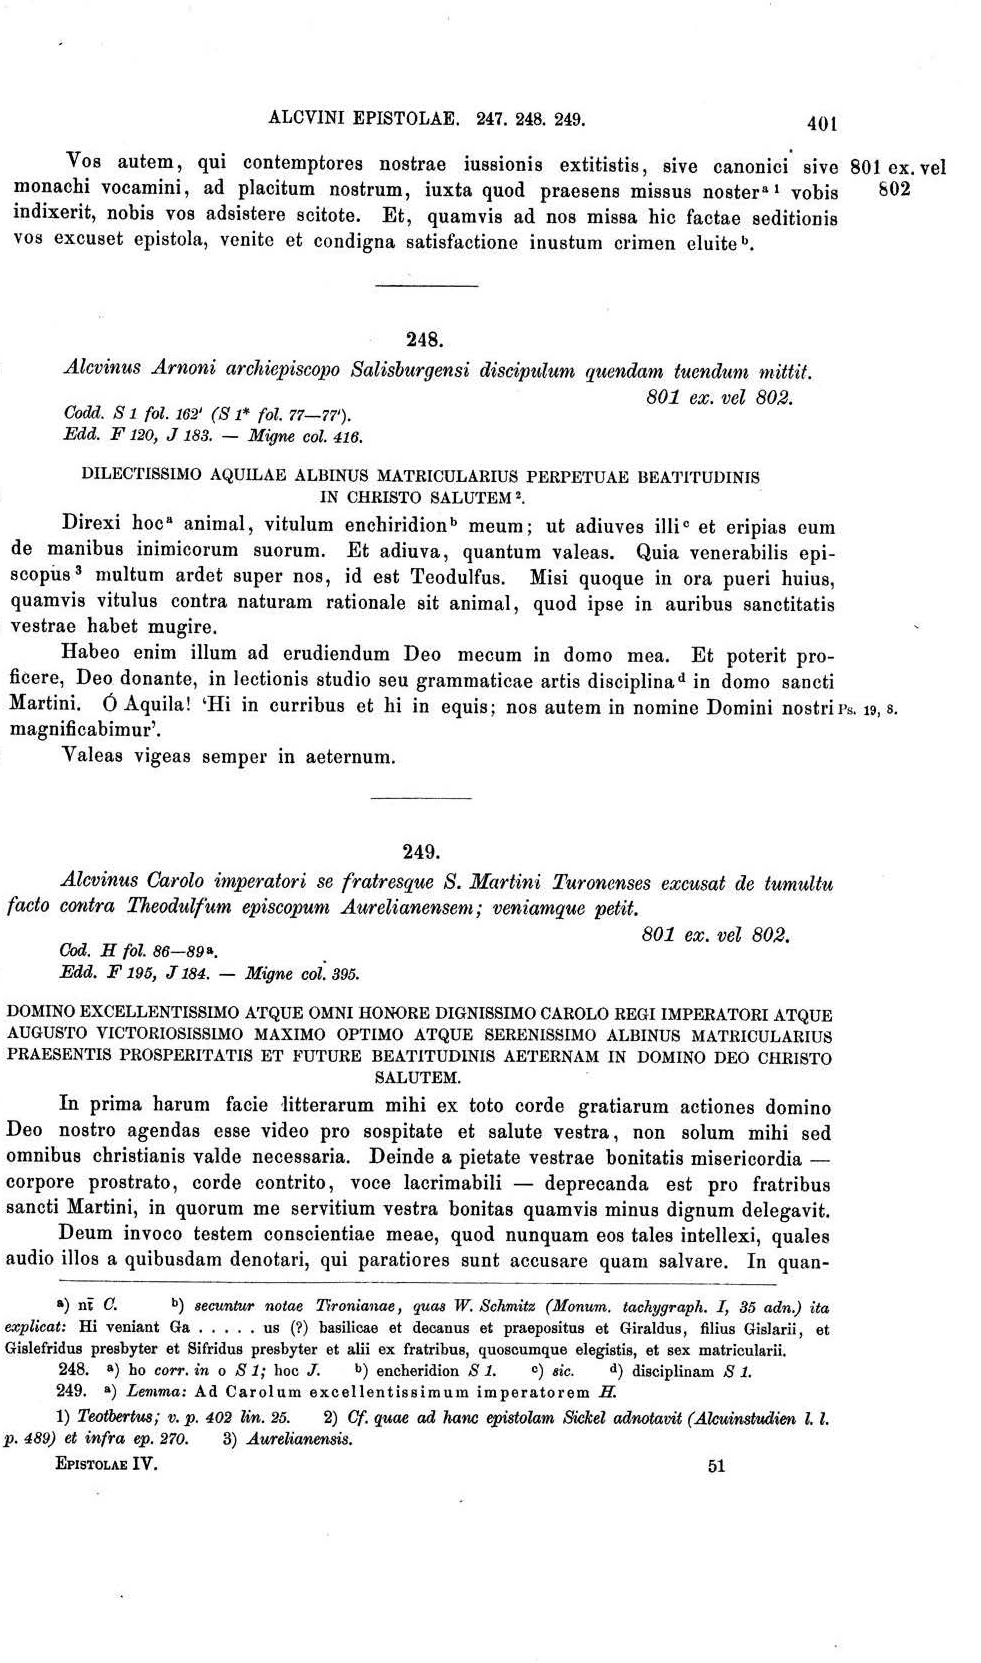 ALCVINI EPISTOLAE. 247. 248. 249. 401
Vos autem, qui contemptores nostrae iussionis extitistis, sive canonici sive 801 ex. vel
monachi vocamini, ad placitum nostrum, iuxta quod praesens missus noster a 1 vobis 802
indixerit, nobis vos adsistere scitote. Et, quamvis ad nos missa hic factae seditionis
vos excuset epistola, venite et condigna satisfactione inustum crimen eluite b.
248.
Alcvinus Arnoni archiepiscopo Salisburgensi discipulum quendam tuendum mittit.
801 ex. vel 802.
Codd. S 1 fol. 162' (S 1* fol. 77—77').
Edd. F 120, J 183. — Migne col. 416.
DILECTISSIMO AQUILAE ALBINUS MATRICULARIUS PERPETUAE BEATITUDINIS
IN CHRISTO SALUTEM 2.
Direxi hoc a animal, vitulum enchiridion b meum; ut adiuves illi c et eripias eum
de manibus inimicorum suorum. Et adiuva, quantum valeas. Quia venerabilis epi-
scopus 3 multum ardet super nos, id est Teodulfus. Misi quoque in ora pueri huius,
quamvis vitulus contra naturam rationale sit animal, quod ipse in auribus sanctitatis
vestrae habet mugire.
Habeo enim illum ad erudiendum Deo mecum in domo mea. Et poterit pro-
ficere, Deo donante, in lectionis studio seu grammaticae artis disciplina d in domo sancti
Martini. Ó Aquila! 'Hi in curribus et hi in equis; nos autem in nomine Domini nostri Ps. 19, 8.
magnificabimur'.
Valeas vigeas semper in aeternum.
249.
Alcvinus Carolo imperatori se fratresque S. Martini Turonenses excusat de tumultu
facto contra Theodulfum episcopum Aurelianensem; veniamque petit.
801 ex. vel 802.
Cod. H fol. 86—89 a.
Edd. F 195, J 184. — Migne col. 395.
DOMINO EXCELLENTISSIMO ATQUE OMNI HONORE DIGNISSIMO CAROLO REGI IMPERATORI ATQUE
AUGUSTO VICTORIOSISSIMO MAXIMO OPTIMO ATQUE SERENISSIMO ALBINUS MATRICULARIUS
PRAESENTIS PROSPERITATIS ET FUTURE BEATITUDINIS AETERNAM IN DOMINO DEO CHRISTO
SALUTEM.
In prima harum facie litterarum mihi ex toto corde gratiarum actiones domino
Deo nostro agendas esse video pro sospitate et salute vestra, non solum mihi sed
omnibus christianis valde necessaria. Deinde a pietate vestrae bonitatis misericordia —
corpore prostrato, corde contrito, voce lacrimabili — deprecanda est pro fratribus
sancti Martini, in quorum me servitium vestra bonitas quamvis minus dignum delegavit.
Deum invoco testem conscientiae meae, quod nunquam eos tales intellexi, quales
audio illos a quibusdam denotari, qui paratiores sunt accusare quam salvare. In quan-
a) nt̄ C. b) secuntur notae Tironianae, quas W. Schmitz (Monum. tachygraph. I, 35 adn.) ita
explicat: Hi veniant Ga . . . . . us (?) basilicae et decanus et praepositus et Giraldus, filius Gislarii, et
Gislefridus presbyter et Sifridus presbyter et alii ex fratribus, quoscumque elegistis, et sex matricularii.
248. a) ho corr. in o S 1; hoc J. b) encheridion S 1. c) sic. d) disciplinam S 1.
249. a) Lemma: Ad Carolum excellentissimum imperatorem H.
1) Teotbertus; v. p. 402 lin. 25. 2) Cf. quae ad hanc epistolam Sickel adnotavit (Alcuinstudien l. l.
p. 489) et infra ep. 270. 3) Aurelianensis.
EPISTOLAE IV. 51